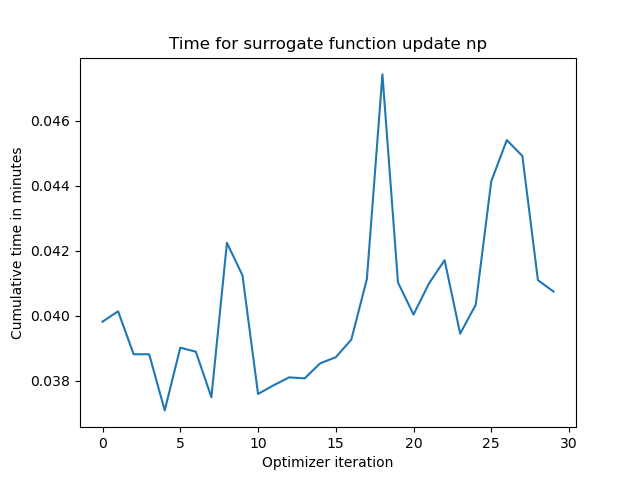 Time for surrogate function update np
Cumulative time in minutes
0.046
0.044
0.042
0.040
0.038
0 5 10 15 20 25 30
Optimizer iteration